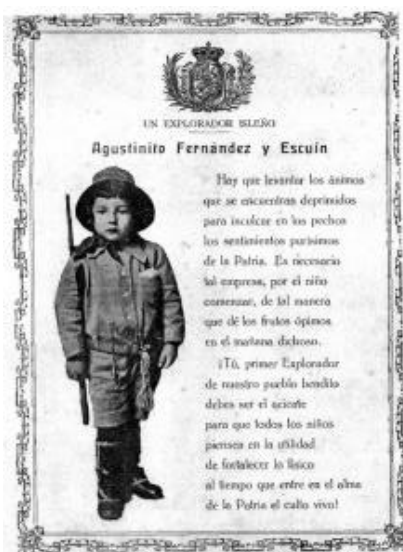 UN EXPLORADOR ISLEÑO
Agustinito Fernández y Escuín
Hay que levantar los ánimos
que se encuentran deprimidos
para inculcar en los pechos
los sentimientos purísimos
de la Patria. Es necesario
tal empresa, por el niño
comenzar, de tal manera
que dé los frutos ópimos
en el mañana dichoso.
¡Tú, primer Explorador
de nuestro pueblo bendito
debes ser el acicate
para que todos los niños
piensen en la utilidad
de fortalecer lo físico
al tiempo que entre en el alma
de la Patria el culto vivo!